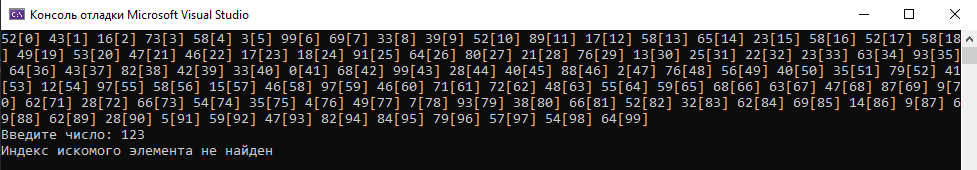 Консоль отладки Microsoft Visual Studio
52[0] 43[1] 16[2] 73[3] 58[4] 3[5] 99[6] 69[7] 33[8] 39[9] 52[10] 89[11] 17[12] 58[13] 65[14] 23[15] 58[16] 52[17] 58[18
] 49[19] 53[20] 47[21] 46[22] 17[23] 18[24] 91[25] 64[26] 80[27] 21[28] 76[29] 13[30] 25[31] 22[32] 23[33] 63[34] 93[35]
 64[36] 43[37] 82[38] 42[39] 33[40] 0[41] 68[42] 99[43] 28[44] 40[45] 88[46] 2[47] 76[48] 56[49] 40[50] 35[51] 79[52] 41
[53] 12[54] 97[55] 58[56] 15[57] 46[58] 97[59] 46[60] 71[61] 72[62] 48[63] 55[64] 59[65] 68[66] 63[67] 47[68] 87[69] 9[7
0] 62[71] 28[72] 66[73] 54[74] 35[75] 4[76] 49[77] 7[78] 93[79] 38[80] 66[81] 52[82] 32[83] 62[84] 69[85] 14[86] 9[87] 6
9[88] 62[89] 28[90] 5[91] 59[92] 47[93] 82[94] 84[95] 79[96] 57[97] 54[98] 64[99]
Введите число: 123
Индекс искомого элемента не найден